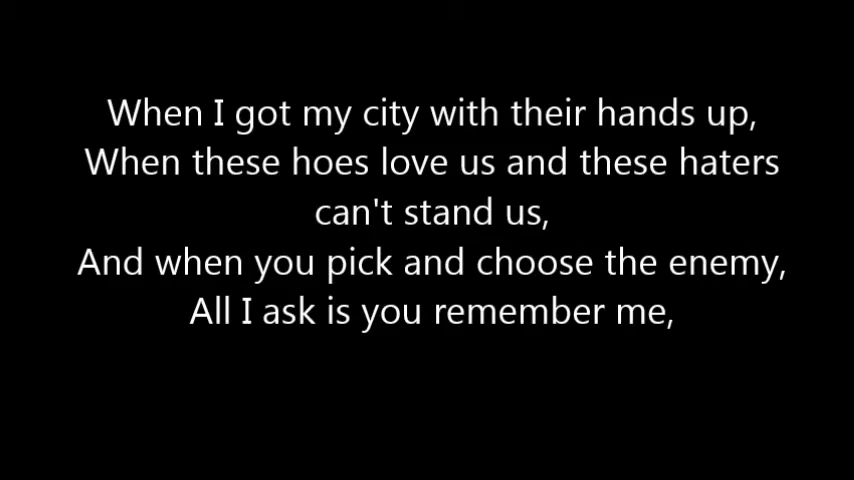 When I got my city with their hands up,
When these hoes love us and these haters
can't stand us,
And when you pick and choose the enemy,
All I ask is you remember me,